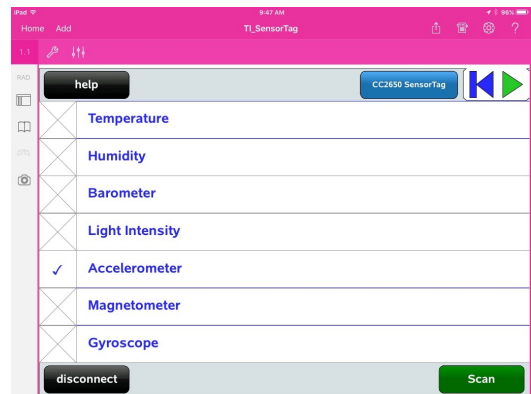 iPad 9:47 AM 96%
Home Add TI_SensorTag ?
1.1
RAD
help CC2650 SensorTag
Temperature
Humidity
Barometer
Light Intensity
Accelerometer
Magnetometer
Gyroscope
disconnect Scan